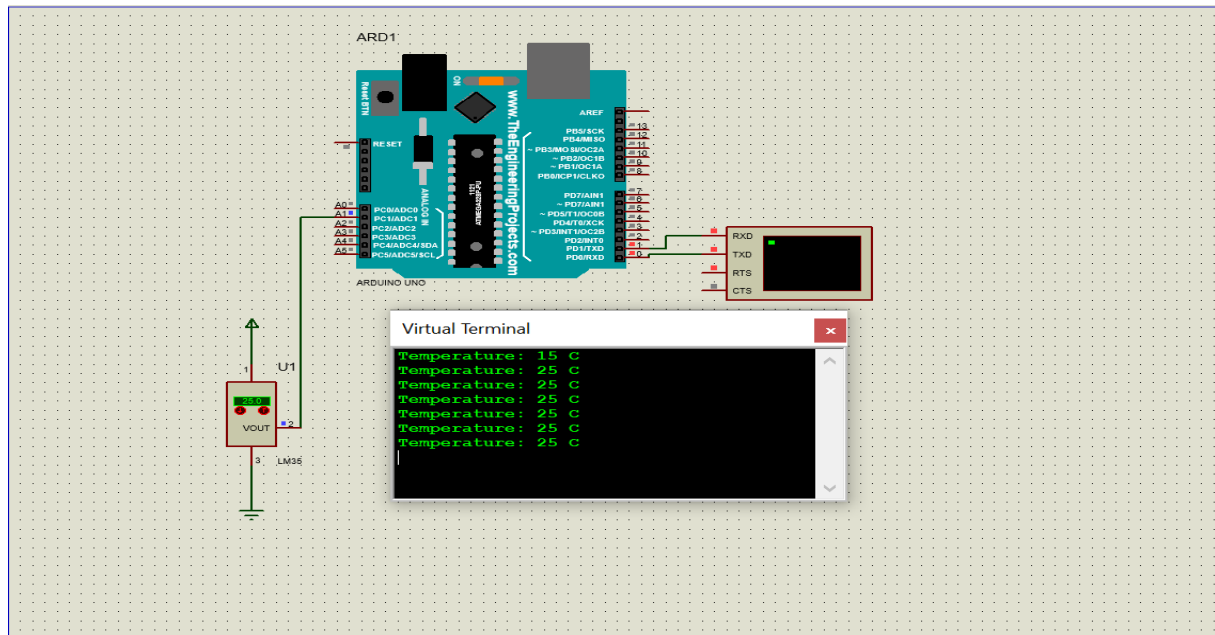 ARD1
ON
Reset BTN
www.TheEngineeringProjects.com
ANALOG IN
1121
ATMEGA328P-PU
RESET
A0 PC0/ADC0
A1 PC1/ADC1
A2 PC2/ADC2
A3 PC3/ADC3
A4 PC4/ADC4/SDA
A5 PC5/ADC5/SCL
AREF
PB5/SCK 13
PB4/MISO 12
~ PB3/MOSI/OC2A 11
~ PB2/OC1B 10
~ PB1/OC1A 9
PB0/ICP1/CLKO 8
PD7/AIN1 7
~ PD7/AIN1 6
~ PD5/T1/OC0B 5
PD4/T0/XCK 4
~ PD3/INT1/OC2B 3
PD2/INT0 2
PD1/TXD 1
PD0/RXD 0
ARDUINO UNO
RXD
TXD
RTS
CTS
Virtual Terminal
Temperature: 15 C
Temperature: 25 C
Temperature: 25 C
Temperature: 25 C
Temperature: 25 C
Temperature: 25 C
Temperature: 25 C
1
U1
25.0
VOUT
2
3
LM35